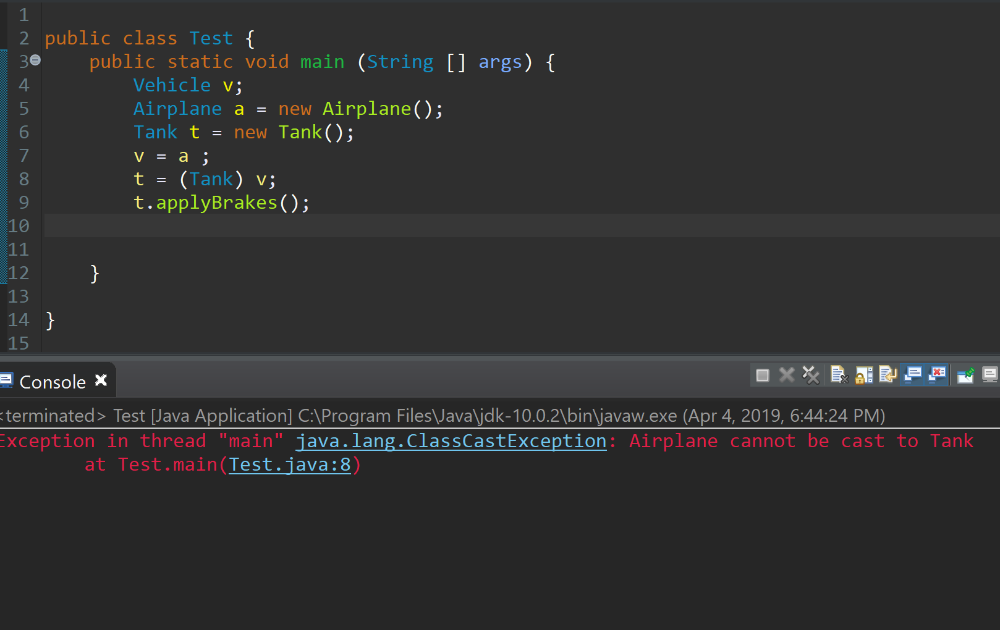 1
2 public class Test {
3 public static void main (String [] args) {
4 Vehicle v;
5 Airplane a = new Airplane();
6 Tank t = new Tank();
7 v = a ;
8 t = (Tank) v;
9 t.applyBrakes();
10
11
12 }
13
14 }
15
Console
<terminated> Test [Java Application] C:\Program Files\Java\jdk-10.0.2\bin\javaw.exe (Apr 4, 2019, 6:44:24 PM)
Exception in thread "main" java.lang.ClassCastException: Airplane cannot be cast to Tank
at Test.main(Test.java:8)